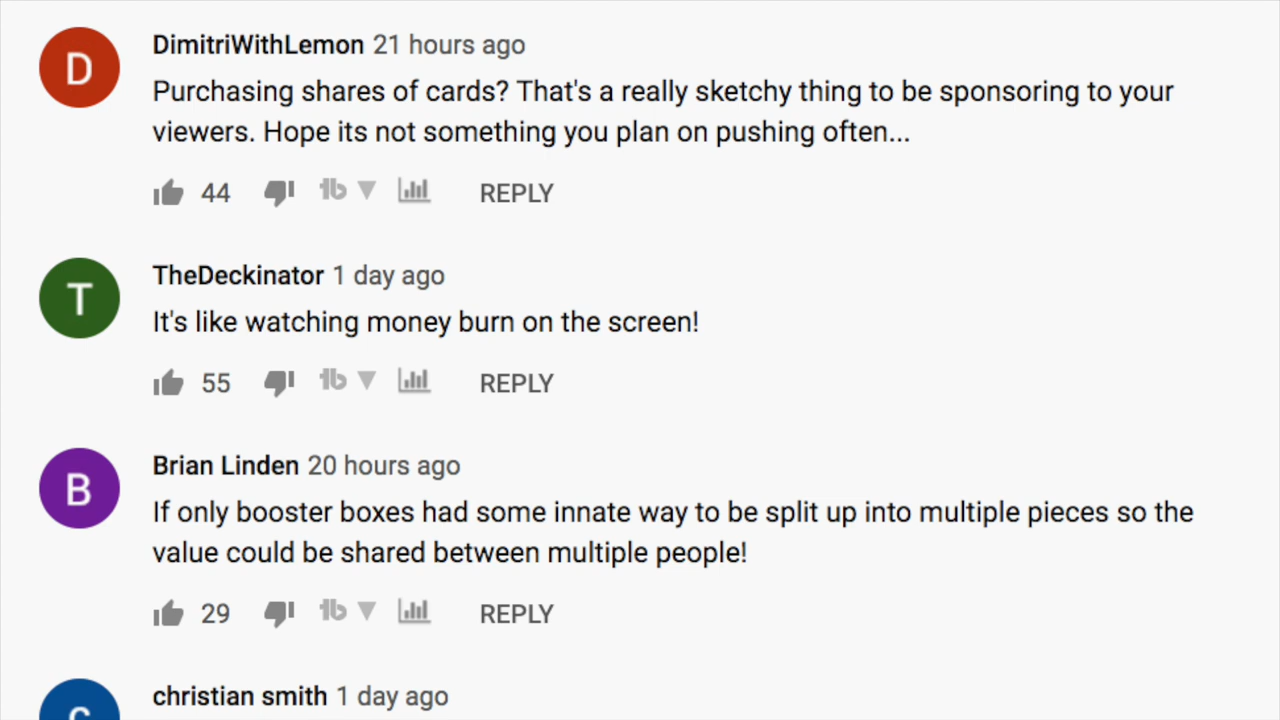 D
DimitriWithLemon 21 hours ago
Purchasing shares of cards? That's a really sketchy thing to be sponsoring to your
viewers. Hope its not something you plan on pushing often...
44 tb REPLY
T
TheDeckinator 1 day ago
It's like watching money burn on the screen!
55 tb REPLY
B
Brian Linden 20 hours ago
If only booster boxes had some innate way to be split up into multiple pieces so the
value could be shared between multiple people!
29 tb REPLY
c
christian smith 1 day ago